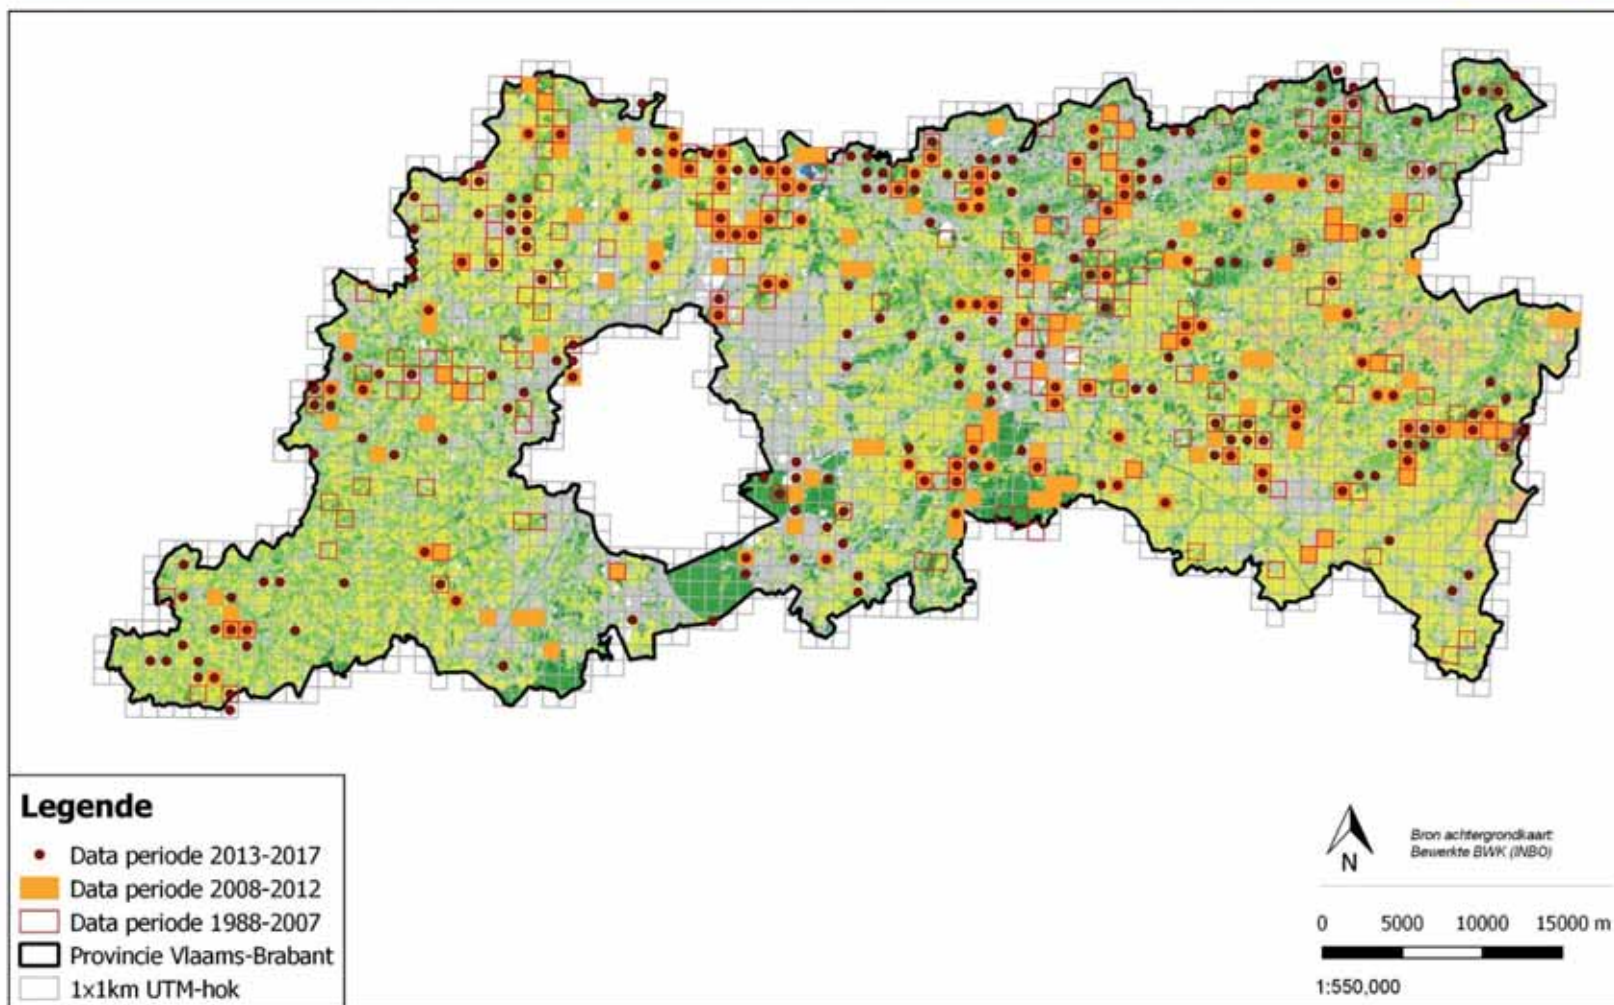 Legende
Data periode 2013-2017
Data periode 2008-2012
Data periode 1988-2007
Provincie Vlaams-Brabant
1x1km UTM-hok
N
Bron achtergrondkaart:
Bewerkte BWK (INBO)
0 5000 10000 15000 m
1:550,000